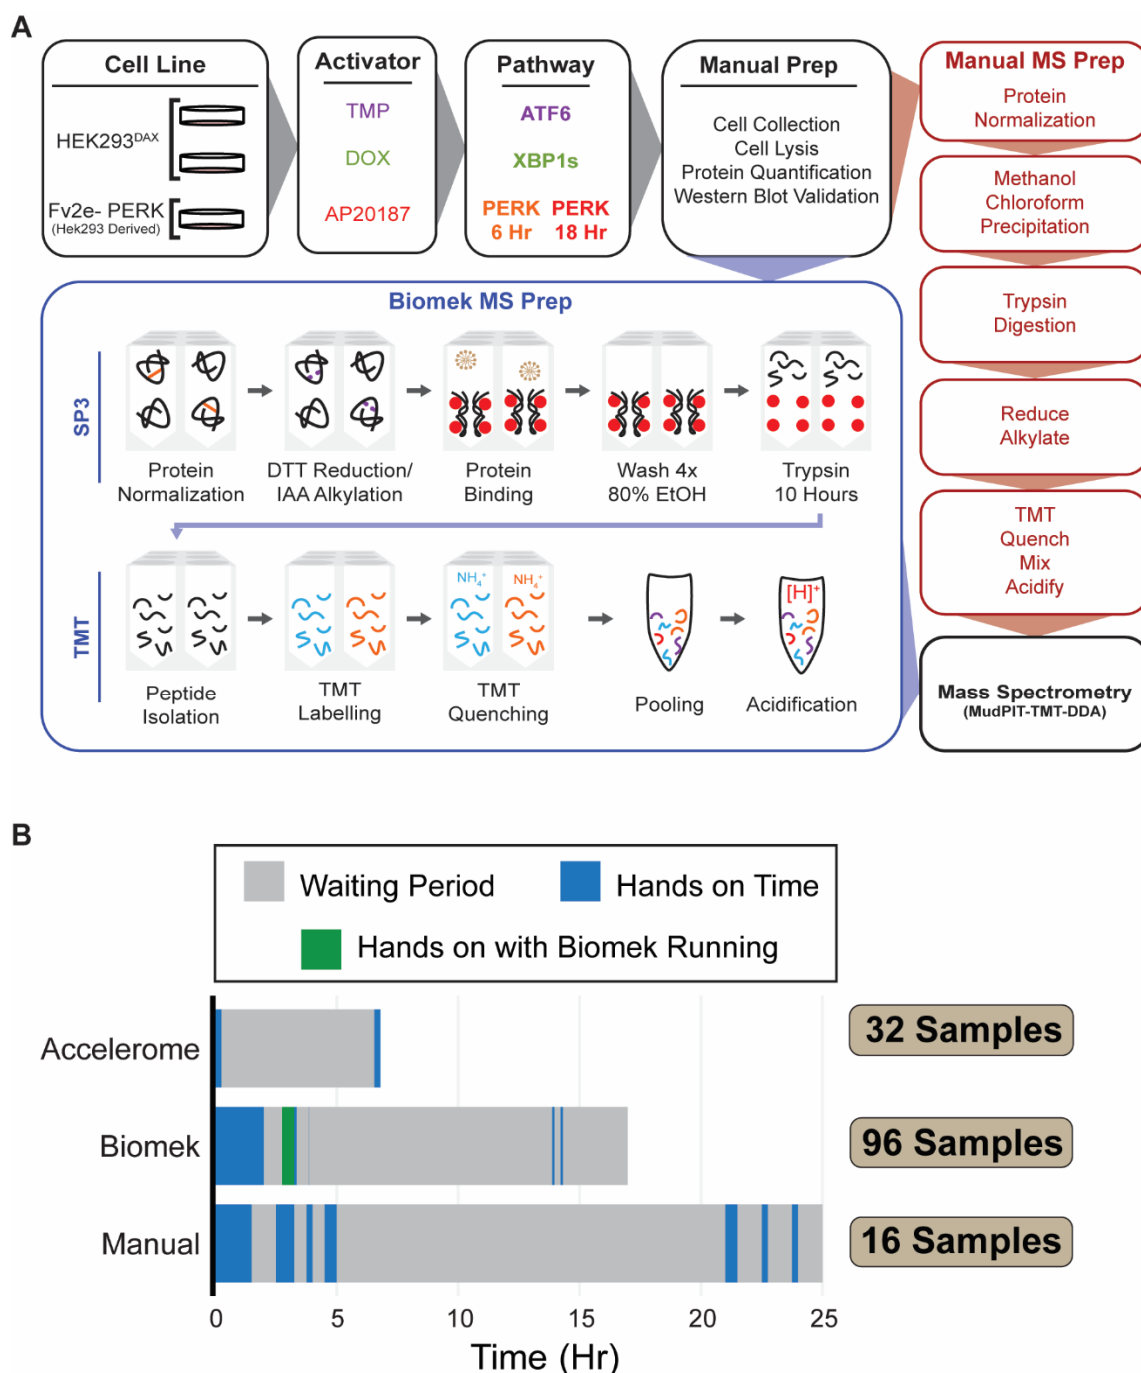 A
Cell Line
HEK293DAX
Fv2e- PERK
(Hek293 Derived)
Activator
TMP
DOX
AP20187
Pathway
ATF6
XBP1s
PERK PERK
6 Hr 18 Hr
Manual Prep
Cell Collection
Cell Lysis
Protein Quantification
Western Blot Validation
Manual MS Prep
Protein
Normalization
Methanol
Chloroform
Precipitation
Trypsin
Digestion
Reduce
Alkylate
TMT
Quench
Mix
Acidify
Mass Spectrometry
(MudPIT-TMT-DDA)
Biomek MS Prep
SP3
Protein
Normalization
DTT Reduction/
IAA Alkylation
Protein
Binding
Wash 4x
80% EtOH
Trypsin
10 Hours
TMT
NH4+ NH4+
[H]+
Peptide
Isolation
TMT
Labelling
TMT
Quenching
Pooling
Acidification
B
Waiting Period
Hands on Time
Hands on with Biomek Running
Accelerome
32 Samples
Biomek
96 Samples
Manual
16 Samples
0 5 10 15 20 25
Time (Hr)